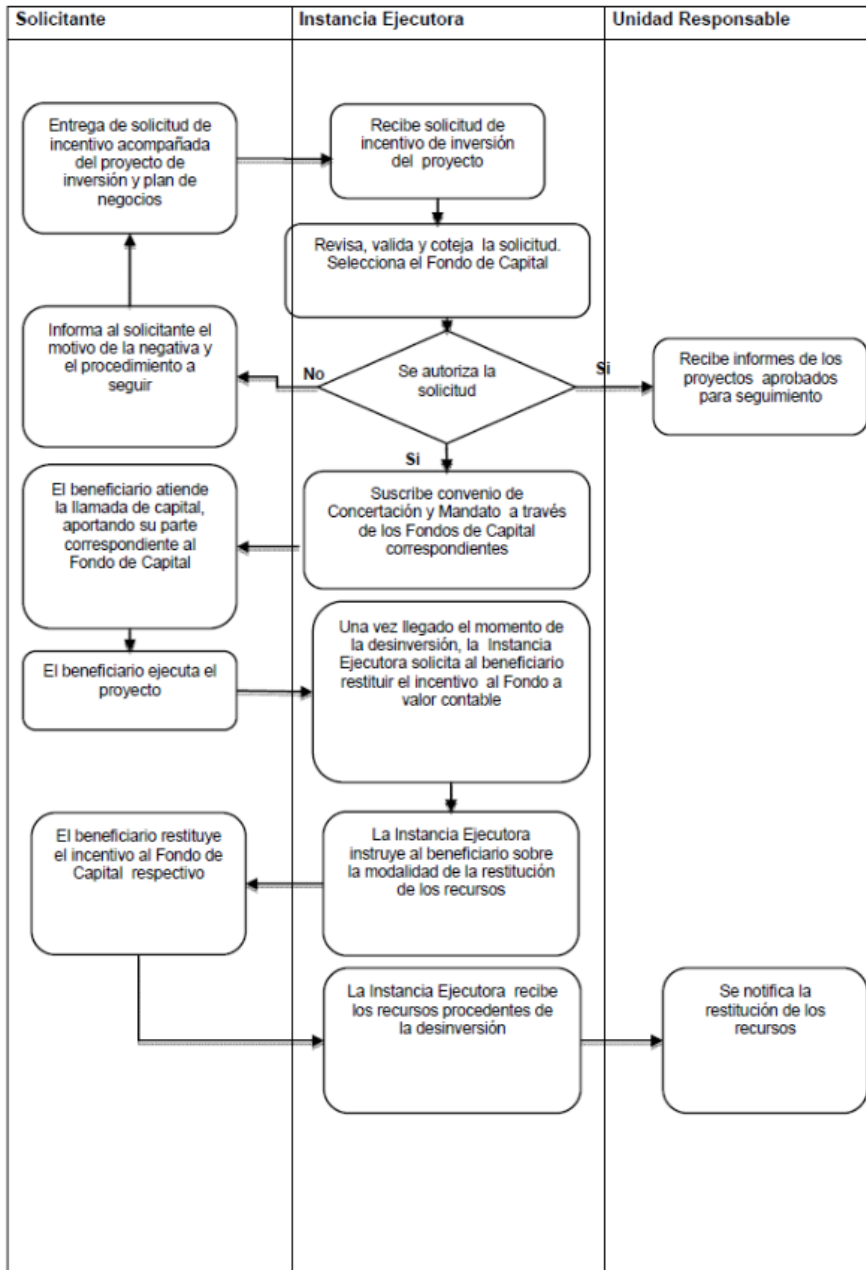 Solicitante
Instancia Ejecutora
Unidad Responsable
Entrega de solicitud de
incentivo acompañada
del proyecto de
inversión y plan de
negocios
Recibe solicitud de
incentivo de inversión
del proyecto
Revisa, valida y coteja la solicitud.
Selecciona el Fondo de Capital
Informa al solicitante el
motivo de la negativa y
el procedimiento a
seguir
No
Se autoriza la
solicitud
Si
Recibe informes de los
proyectos aprobados
para seguimiento
Si
El beneficiario atiende
la llamada de capital,
aportando su parte
correspondiente al
Fondo de Capital
Suscribe convenio de
Concertación y Mandato a través
de los Fondos de Capital
correspondientes
El beneficiario ejecuta el
proyecto
Una vez llegado el momento de
la desinversión, la Instancia
Ejecutora solicita al beneficiario
restituir el incentivo al Fondo a
valor contable
El beneficiario restituye
el incentivo al Fondo de
Capital respectivo
La Instancia Ejecutora
instruye al beneficiario sobre
la modalidad de la restitución
de los recursos
La Instancia Ejecutora recibe
los recursos procedentes de
la desinversión
Se notifica la
restitución de los
recursos